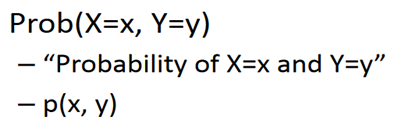 Prob(X=x, Y=y)
– “Probability of X=x and Y=y”
– p(x, y)